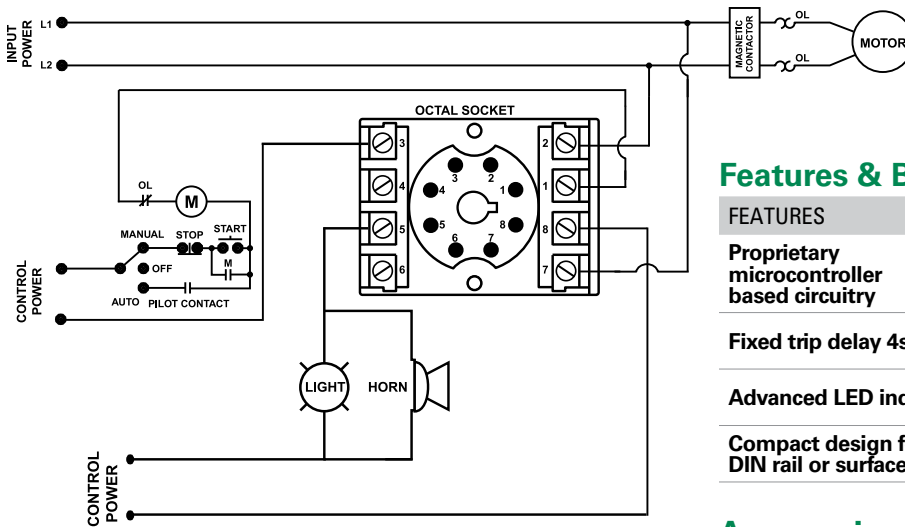 INPUT
POWER
L1
L2
MAGNETIC
CONTACTOR
OL
OL
MOTOR
OCTAL SOCKET
3
4
5
6
2
1
8
7
3
2
4
1
5
8
6
7
OL
M
MANUAL
STOP
START
OFF
M
AUTO
PILOT CONTACT
CONTROL
POWER
LIGHT
HORN
CONTROL
POWER
Features & B
FEATURES
Proprietary
microcontroller
based circuitry
Fixed trip delay 4s
Advanced LED ind
Compact design f
DIN rail or surface